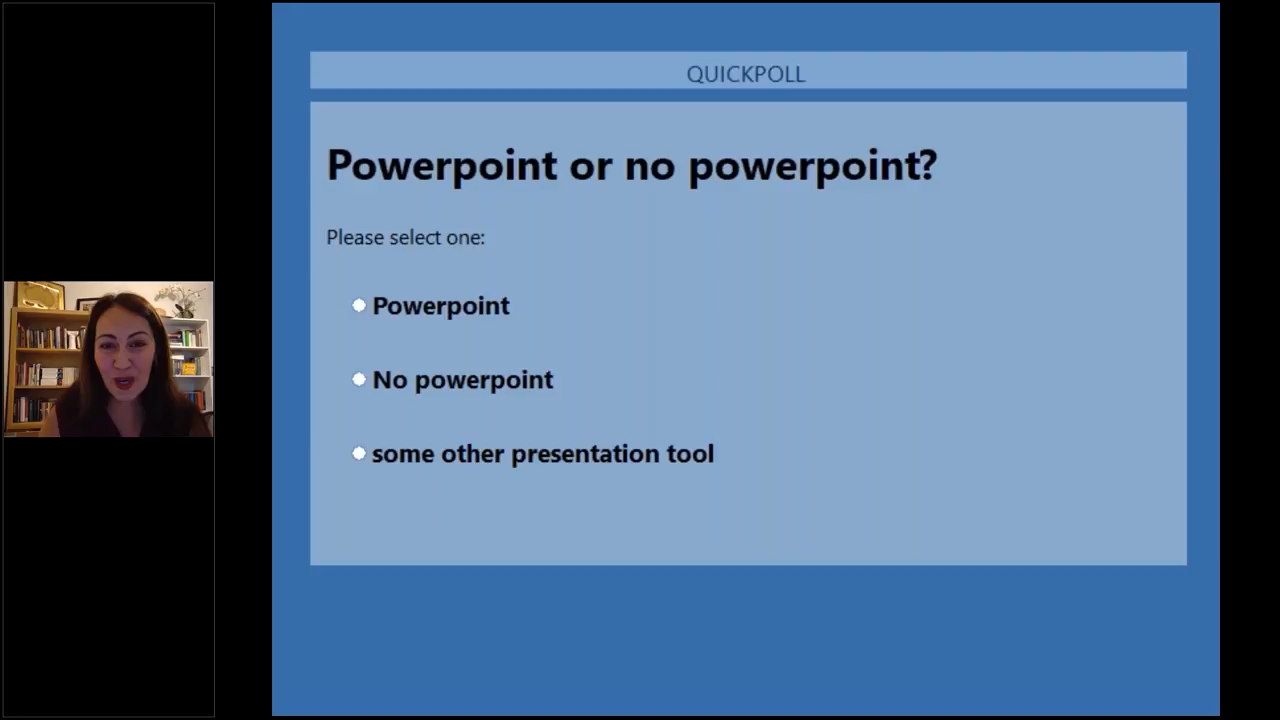 QUICKPOLL
Powerpoint or no powerpoint?
Please select one:
Powerpoint
No powerpoint
some other presentation tool